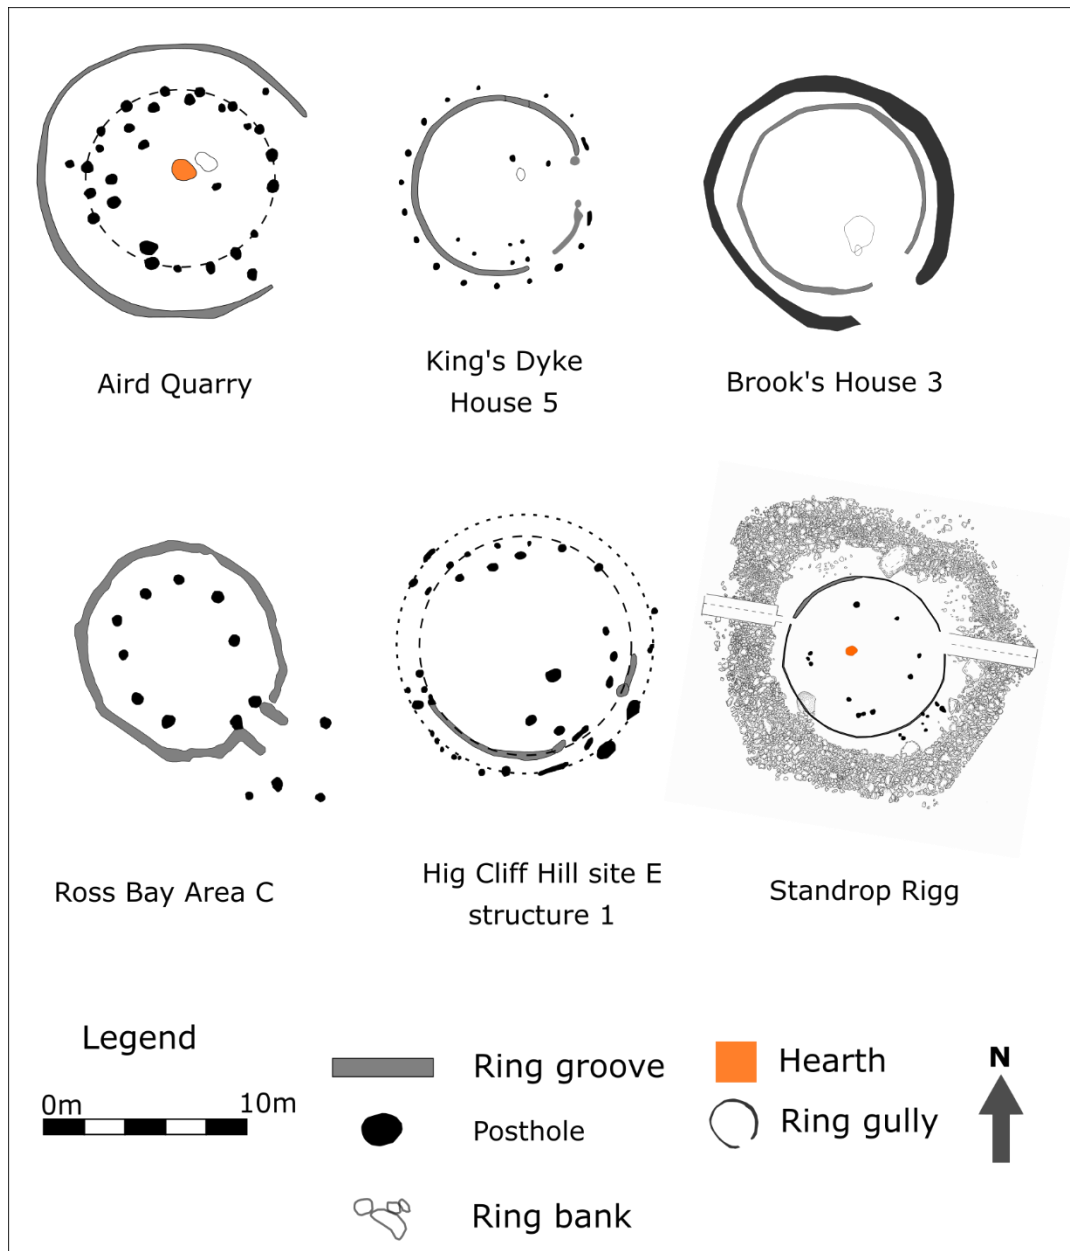 Aird Quarry
King's Dyke
House 5
Brook's House 3
Ross Bay Area C
Hig Cliff Hill site E
structure 1
Standrop Rigg
Legend
0m
10m
Ring groove
Posthole
Ring bank
Hearth
Ring gully
N